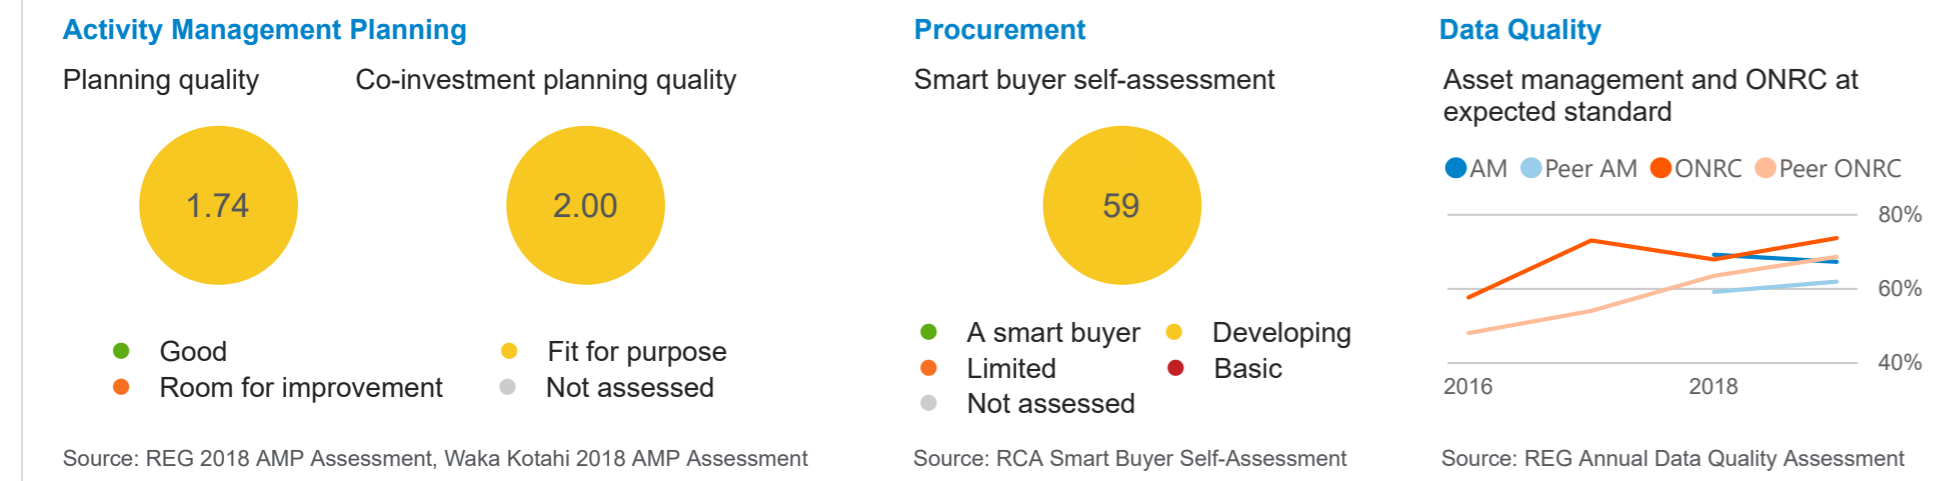 Activity Management Planning
Planning quality
Co-investment planning quality
1.74
2.00
Good
Fit for purpose
Room for improvement
Not assessed
Source: REG 2018 AMP Assessment, Waka Kotahi 2018 AMP Assessment
Procurement
Smart buyer self-assessment
59
A smart buyer
Developing
Limited
Basic
Not assessed
Source: RCA Smart Buyer Self-Assessment
Data Quality
Asset management and ONRC at
expected standard
AM Peer AM ONRC Peer ONRC
80%
60%
40%
2016 2018
Source: REG Annual Data Quality Assessment